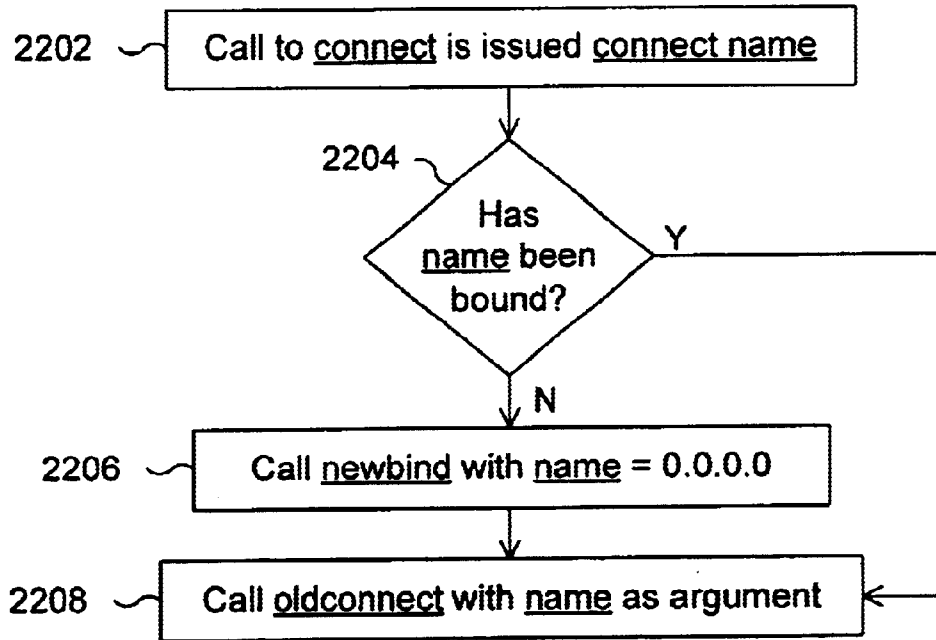 2202
Call to connect is issued connect name
2204
Has
name been
bound?
Y
N
2206
Call newbind with name = 0.0.0.0
2208
Call oldconnect with name as argument